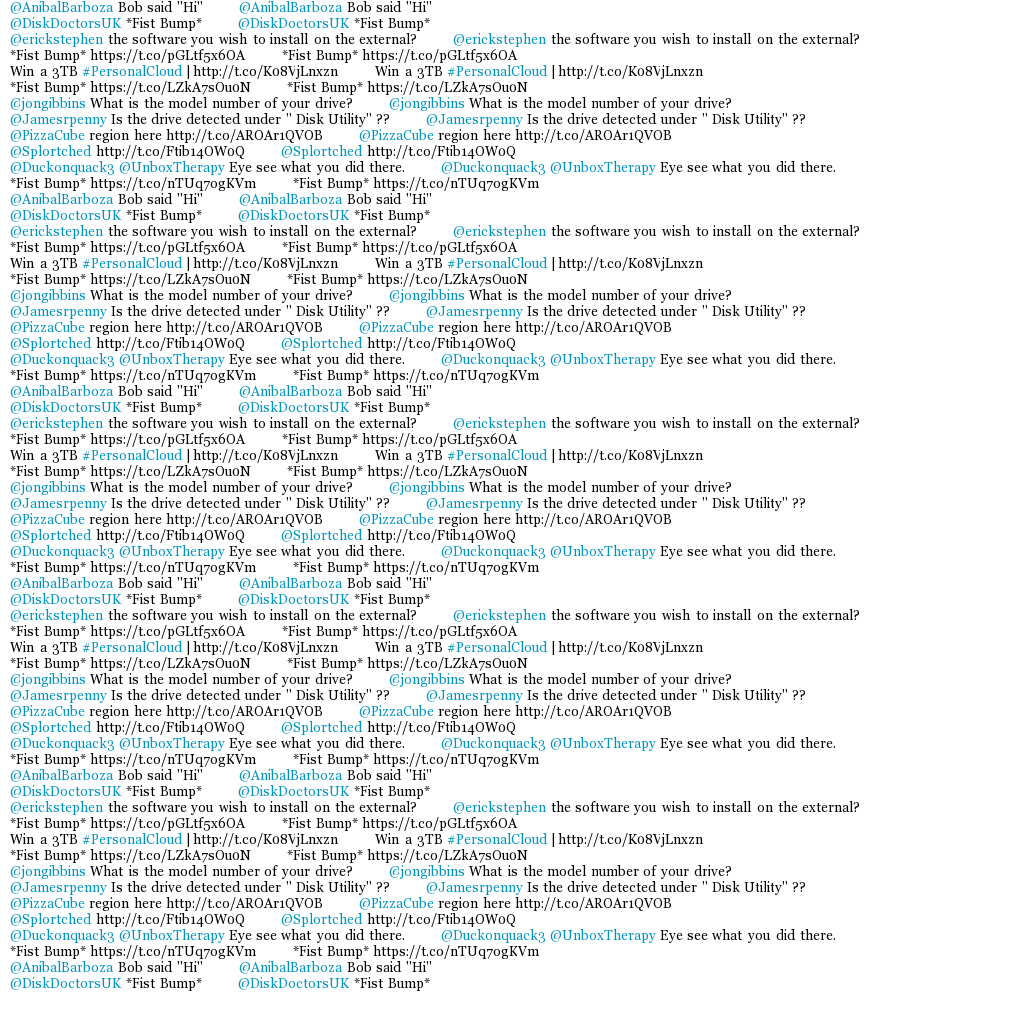 @AnibalBarboza Bob said "Hi" @AnibalBarboza Bob said "Hi"
@DiskDoctorsUK *Fist Bump* @DiskDoctorsUK *Fist Bump*
@erickstephen the software you wish to install on the external? @erickstephen the software you wish to install on the external?
*Fist Bump* https://t.co/pGLtf5x6OA *Fist Bump* https://t.co/pGLtf5x6OA
Win a 3TB #PersonalCloud | http://t.co/Ko8VjLnxzn Win a 3TB #PersonalCloud | http://t.co/Ko8VjLnxzn
*Fist Bump* https://t.co/LZkA7sOu0N *Fist Bump* https://t.co/LZkA7sOu0N
@jongibbins What is the model number of your drive? @jongibbins What is the model number of your drive?
@Jamesrpenny Is the drive detected under " Disk Utility" ?? @Jamesrpenny Is the drive detected under " Disk Utility" ??
@PizzaCube region here http://t.co/AROAr1QVOB @PizzaCube region here http://t.co/AROAr1QVOB
@Splortched http://t.co/Ftib14OW0Q @Splortched http://t.co/Ftib14OW0Q
@Duckonquack3 @UnboxTherapy Eye see what you did there. @Duckonquack3 @UnboxTherapy Eye see what you did there.
*Fist Bump* https://t.co/nTUq7ogKVm *Fist Bump* https://t.co/nTUq7ogKVm
@AnibalBarboza Bob said "Hi" @AnibalBarboza Bob said "Hi"
@DiskDoctorsUK *Fist Bump* @DiskDoctorsUK *Fist Bump*
@erickstephen the software you wish to install on the external? @erickstephen the software you wish to install on the external?
*Fist Bump* https://t.co/pGLtf5x6OA *Fist Bump* https://t.co/pGLtf5x6OA
Win a 3TB #PersonalCloud | http://t.co/Ko8VjLnxzn Win a 3TB #PersonalCloud | http://t.co/Ko8VjLnxzn
*Fist Bump* https://t.co/LZkA7sOu0N *Fist Bump* https://t.co/LZkA7sOu0N
@jongibbins What is the model number of your drive? @jongibbins What is the model number of your drive?
@Jamesrpenny Is the drive detected under " Disk Utility" ?? @Jamesrpenny Is the drive detected under " Disk Utility" ??
@PizzaCube region here http://t.co/AROAr1QVOB @PizzaCube region here http://t.co/AROAr1QVOB
@Splortched http://t.co/Ftib14OW0Q @Splortched http://t.co/Ftib14OW0Q
@Duckonquack3 @UnboxTherapy Eye see what you did there. @Duckonquack3 @UnboxTherapy Eye see what you did there.
*Fist Bump* https://t.co/nTUq7ogKVm *Fist Bump* https://t.co/nTUq7ogKVm
@AnibalBarboza Bob said "Hi" @AnibalBarboza Bob said "Hi"
@DiskDoctorsUK *Fist Bump* @DiskDoctorsUK *Fist Bump*
@erickstephen the software you wish to install on the external? @erickstephen the software you wish to install on the external?
*Fist Bump* https://t.co/pGLtf5x6OA *Fist Bump* https://t.co/pGLtf5x6OA
Win a 3TB #PersonalCloud | http://t.co/Ko8VjLnxzn Win a 3TB #PersonalCloud | http://t.co/Ko8VjLnxzn
*Fist Bump* https://t.co/LZkA7sOu0N *Fist Bump* https://t.co/LZkA7sOu0N
@jongibbins What is the model number of your drive? @jongibbins What is the model number of your drive?
@Jamesrpenny Is the drive detected under " Disk Utility" ?? @Jamesrpenny Is the drive detected under " Disk Utility" ??
@PizzaCube region here http://t.co/AROAr1QVOB @PizzaCube region here http://t.co/AROAr1QVOB
@Splortched http://t.co/Ftib14OW0Q @Splortched http://t.co/Ftib14OW0Q
@Duckonquack3 @UnboxTherapy Eye see what you did there. @Duckonquack3 @UnboxTherapy Eye see what you did there.
*Fist Bump* https://t.co/nTUq7ogKVm *Fist Bump* https://t.co/nTUq7ogKVm
@AnibalBarboza Bob said "Hi" @AnibalBarboza Bob said "Hi"
@DiskDoctorsUK *Fist Bump* @DiskDoctorsUK *Fist Bump*
@erickstephen the software you wish to install on the external? @erickstephen the software you wish to install on the external?
*Fist Bump* https://t.co/pGLtf5x6OA *Fist Bump* https://t.co/pGLtf5x6OA
Win a 3TB #PersonalCloud | http://t.co/Ko8VjLnxzn Win a 3TB #PersonalCloud | http://t.co/Ko8VjLnxzn
*Fist Bump* https://t.co/LZkA7sOu0N *Fist Bump* https://t.co/LZkA7sOu0N
@jongibbins What is the model number of your drive? @jongibbins What is the model number of your drive?
@Jamesrpenny Is the drive detected under " Disk Utility" ?? @Jamesrpenny Is the drive detected under " Disk Utility" ??
@PizzaCube region here http://t.co/AROAr1QVOB @PizzaCube region here http://t.co/AROAr1QVOB
@Splortched http://t.co/Ftib14OW0Q @Splortched http://t.co/Ftib14OW0Q
@Duckonquack3 @UnboxTherapy Eye see what you did there. @Duckonquack3 @UnboxTherapy Eye see what you did there.
*Fist Bump* https://t.co/nTUq7ogKVm *Fist Bump* https://t.co/nTUq7ogKVm
@AnibalBarboza Bob said "Hi" @AnibalBarboza Bob said "Hi"
@DiskDoctorsUK *Fist Bump* @DiskDoctorsUK *Fist Bump*
@erickstephen the software you wish to install on the external? @erickstephen the software you wish to install on the external?
*Fist Bump* https://t.co/pGLtf5x6OA *Fist Bump* https://t.co/pGLtf5x6OA
Win a 3TB #PersonalCloud | http://t.co/Ko8VjLnxzn Win a 3TB #PersonalCloud | http://t.co/Ko8VjLnxzn
*Fist Bump* https://t.co/LZkA7sOu0N *Fist Bump* https://t.co/LZkA7sOu0N
@jongibbins What is the model number of your drive? @jongibbins What is the model number of your drive?
@Jamesrpenny Is the drive detected under " Disk Utility" ?? @Jamesrpenny Is the drive detected under " Disk Utility" ??
@PizzaCube region here http://t.co/AROAr1QVOB @PizzaCube region here http://t.co/AROAr1QVOB
@Splortched http://t.co/Ftib14OW0Q @Splortched http://t.co/Ftib14OW0Q
@Duckonquack3 @UnboxTherapy Eye see what you did there. @Duckonquack3 @UnboxTherapy Eye see what you did there.
*Fist Bump* https://t.co/nTUq7ogKVm *Fist Bump* https://t.co/nTUq7ogKVm
@AnibalBarboza Bob said "Hi" @AnibalBarboza Bob said "Hi"
@DiskDoctorsUK *Fist Bump* @DiskDoctorsUK *Fist Bump*